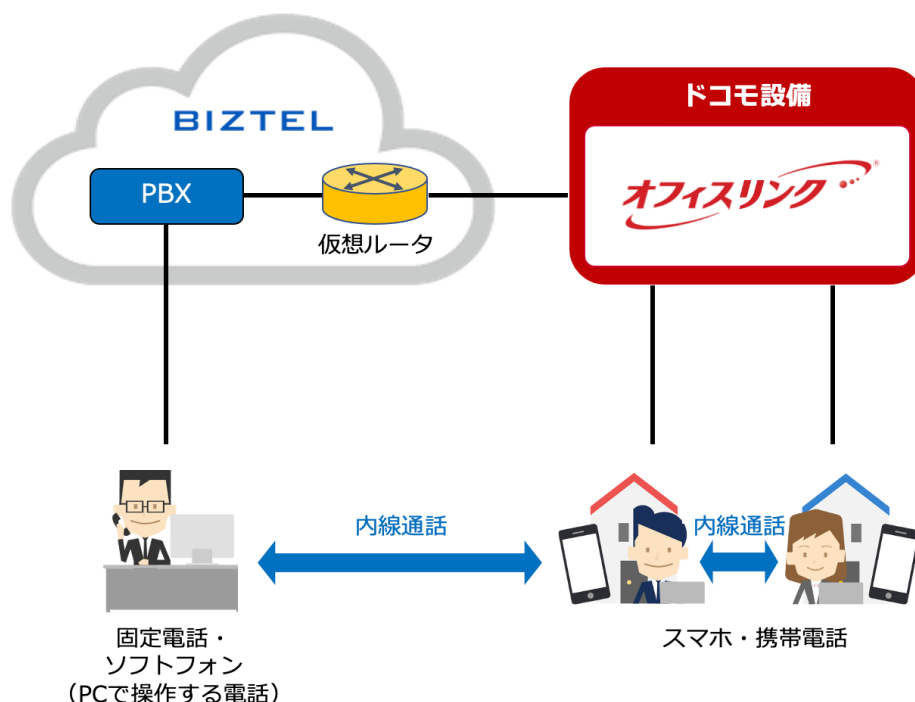 BIZTEL
PBX
仮想ルータ
ドコモ設備
オフィスリンク®
内線通話
内線通話
固定電話・
ソフトフォン
（PCで操作する電話）
スマホ・携帯電話